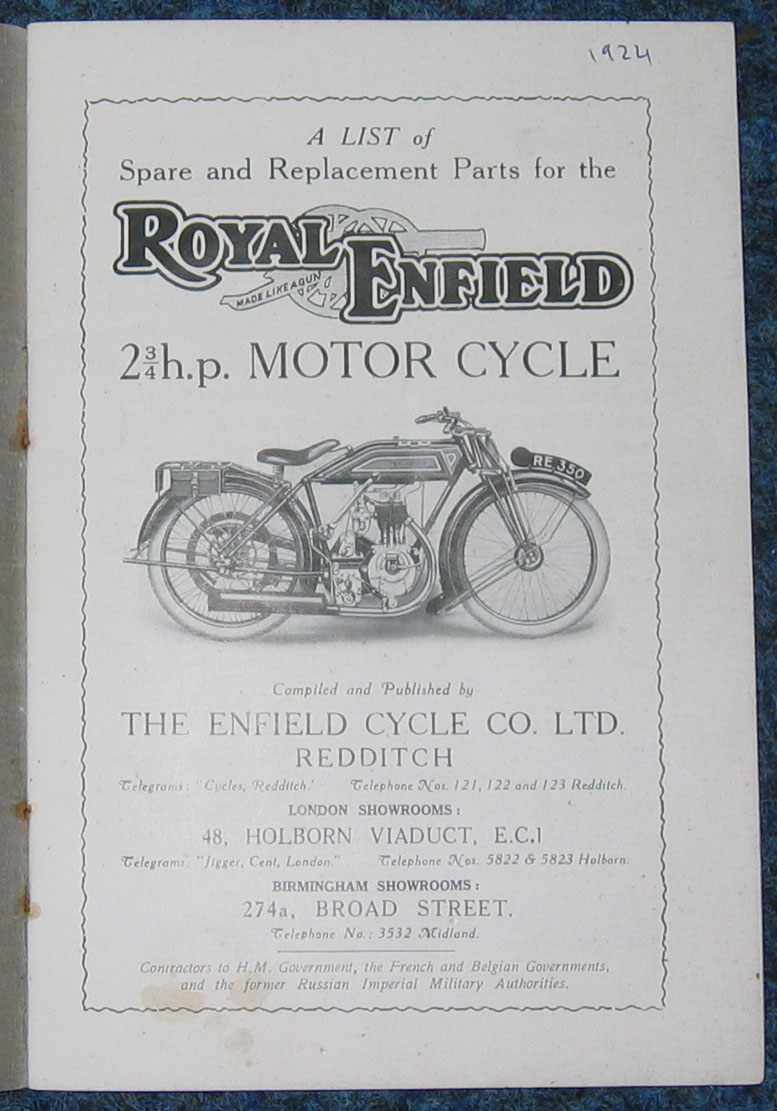 1924
A LIST of
Spare and Replacement Parts for the
ROYAL ENFIELD
MADE LIKE A GUN
2¾h.p. MOTOR CYCLE
RE 350
Compiled and Published by
THE ENFIELD CYCLE CO. LTD.
REDDITCH
Telegrams: "Cycles, Redditch." Telephone Nos. 121, 122 and 123 Redditch.
LONDON SHOWROOMS:
48, HOLBORN VIADUCT, E.C.1
Telegrams: "Jigger, Cent, London." Telephone Nos. 5822 & 5823 Holborn.
BIRMINGHAM SHOWROOMS:
274a, BROAD STREET.
Telephone No.: 3532 Midland.
Contractors to H.M. Government, the French and Belgian Governments,
and the former Russian Imperial Military Authorities.